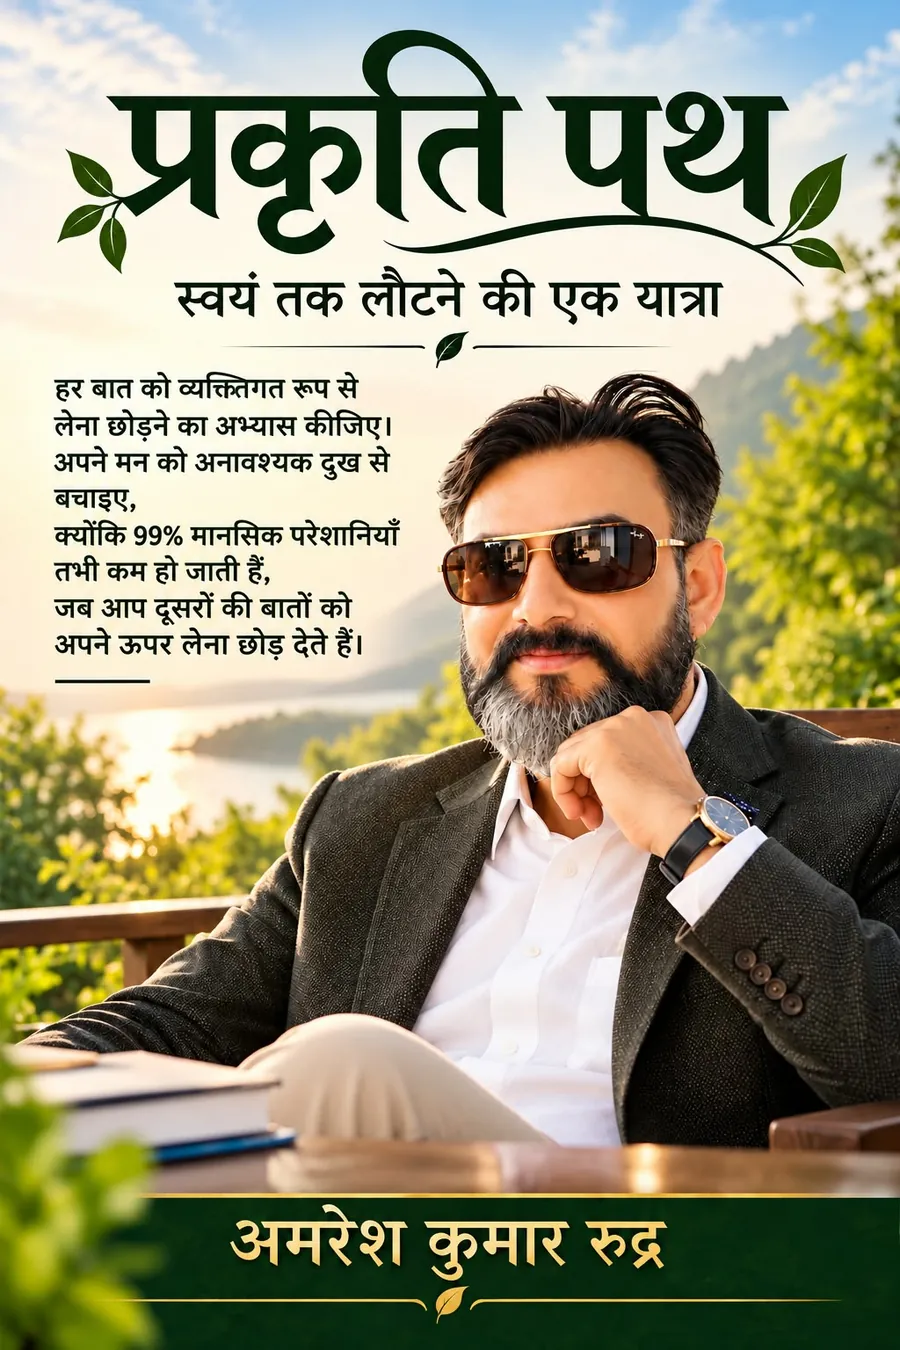 प्रकृति पथ
स्वयं तक लौटने की एक यात्रा
हर बात को व्यक्तिगत रूप से
लेना छोड़ने का अभ्यास कीजिए।
अपने मन को अनावश्यक दुख से
बचाइए,
क्योंकि 99% मानसिक परेशानियाँ
तभी कम हो जाती हैं,
जब आप दूसरों की बातों को
अपने ऊपर लेना छोड़ देते हैं।
अमरेश कुमार रुद्र